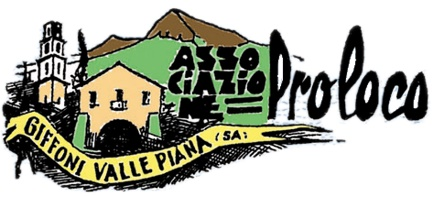 ASSO
CIAZIO
NE = Proloco
GIFFONI VALLE PIANA (SA)